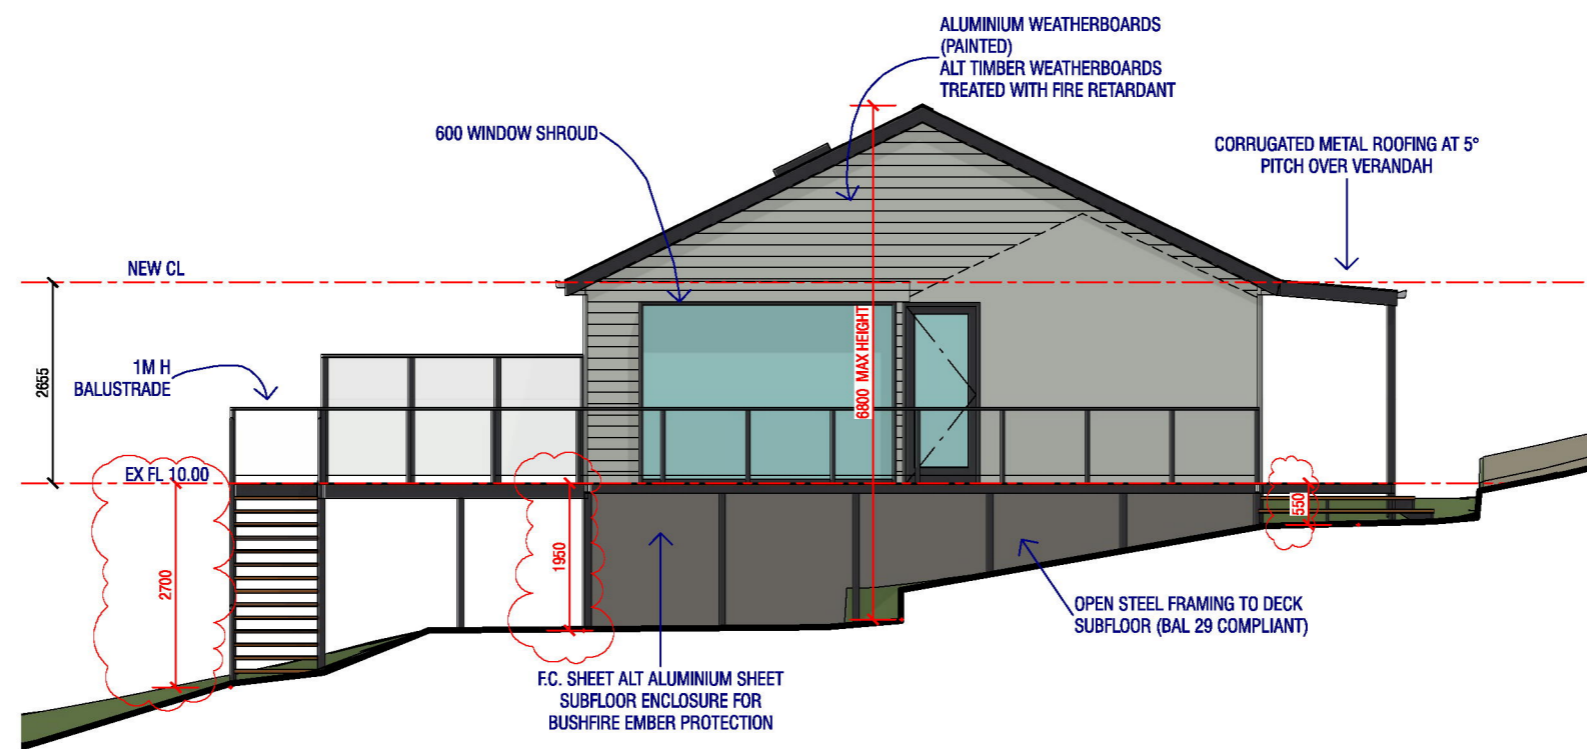 ALUMINIUM WEATHERBOARDS
(PAINTED)
ALT TIMBER WEATHERBOARDS
TREATED WITH FIRE RETARDANT
600 WINDOW SHROUD
CORRUGATED METAL ROOFING AT 5°
PITCH OVER VERANDAH
NEW CL
2655
1M H
BALUSTRADE
6800 MAX HEIGHT
EX FL 10.00
2700
1950
550
OPEN STEEL FRAMING TO DECK
SUBFLOOR (BAL 29 COMPLIANT)
F.C. SHEET ALT ALUMINIUM SHEET
SUBFLOOR ENCLOSURE FOR
BUSHFIRE EMBER PROTECTION